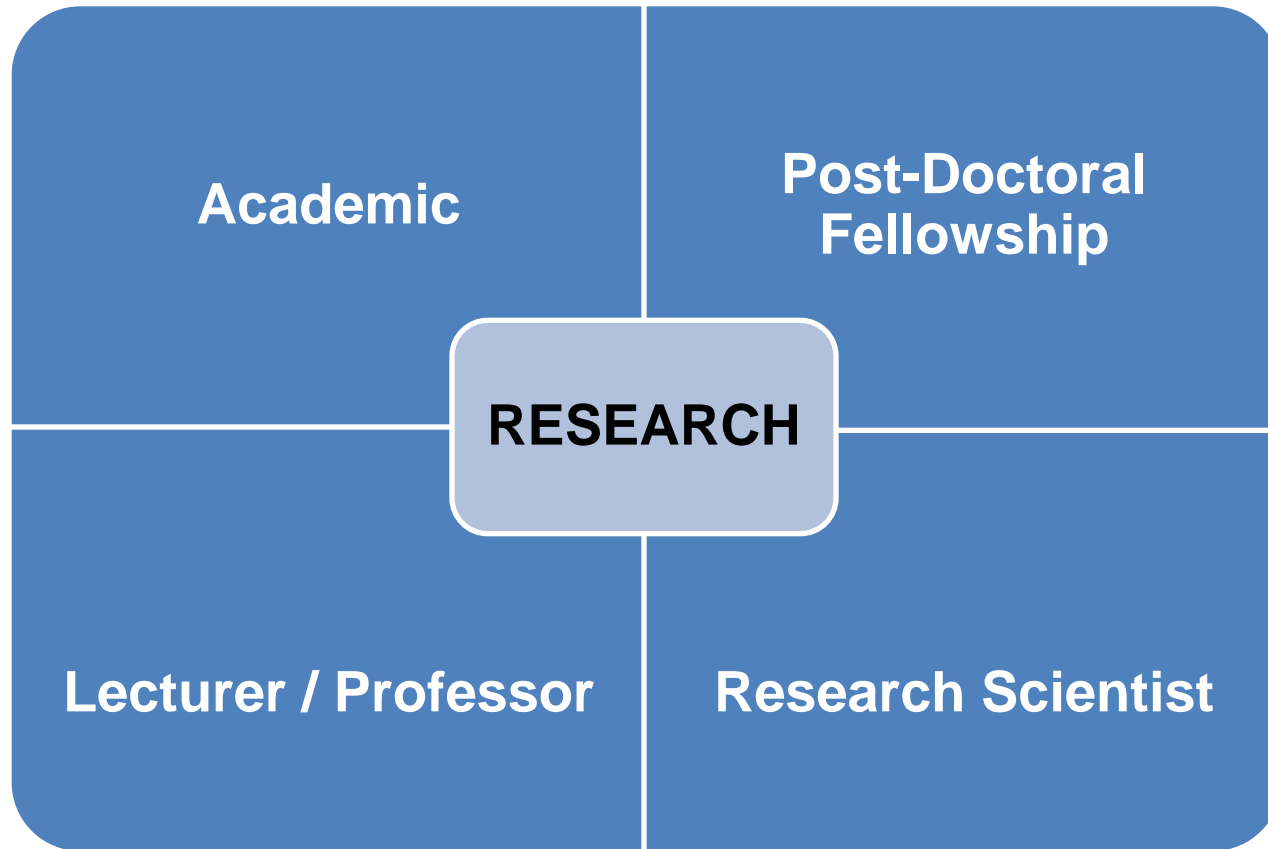 Academic
Post-Doctoral
Fellowship
RESEARCH
Lecturer / Professor
Research Scientist